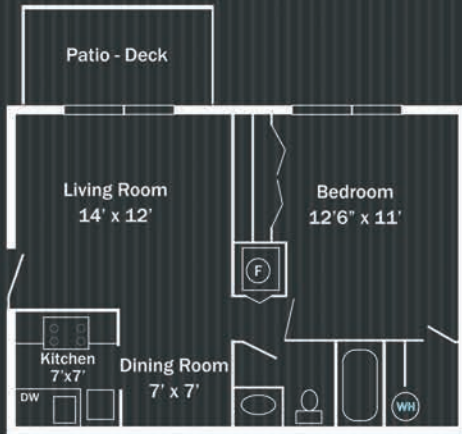 Patio - Deck
Living Room
14' x 12'
Bedroom
12'6" x 11'
F
Kitchen
7'x7'
Dining Room
7' x 7'
DW
WH